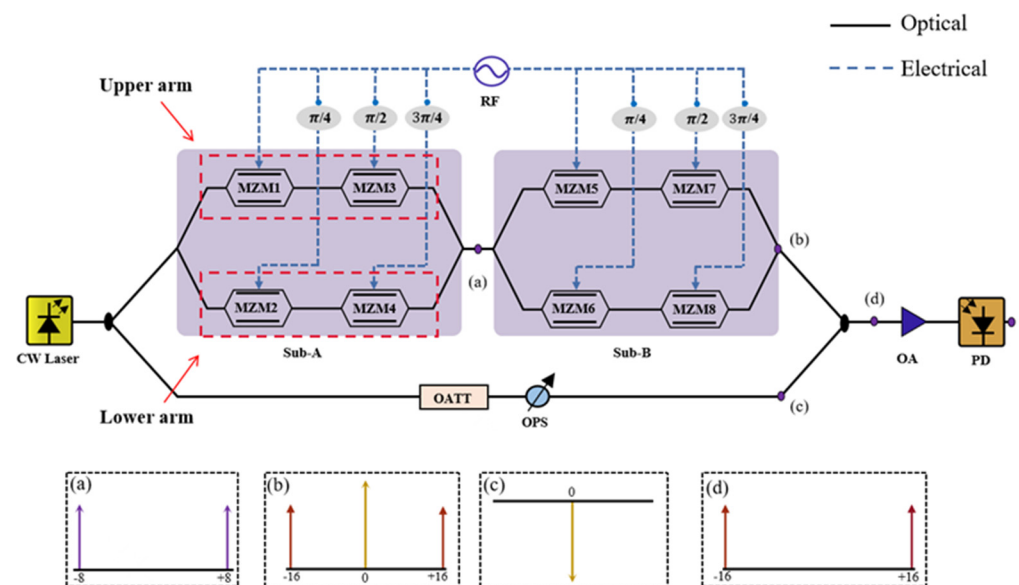 Optical
Electrical
Upper arm
RF
π/4
π/2
3π/4
π/4
π/2
3π/4
MZM1
MZM3
MZM5
MZM7
(a)
(b)
MZM2
MZM4
MZM6
MZM8
(d)
CW Laser
Sub-A
Sub-B
OA
PD
Lower arm
OATT
OPS
(c)
(a)
-8
+8
(b)
-16
0
+16
(c)
0
(d)
-16
+16